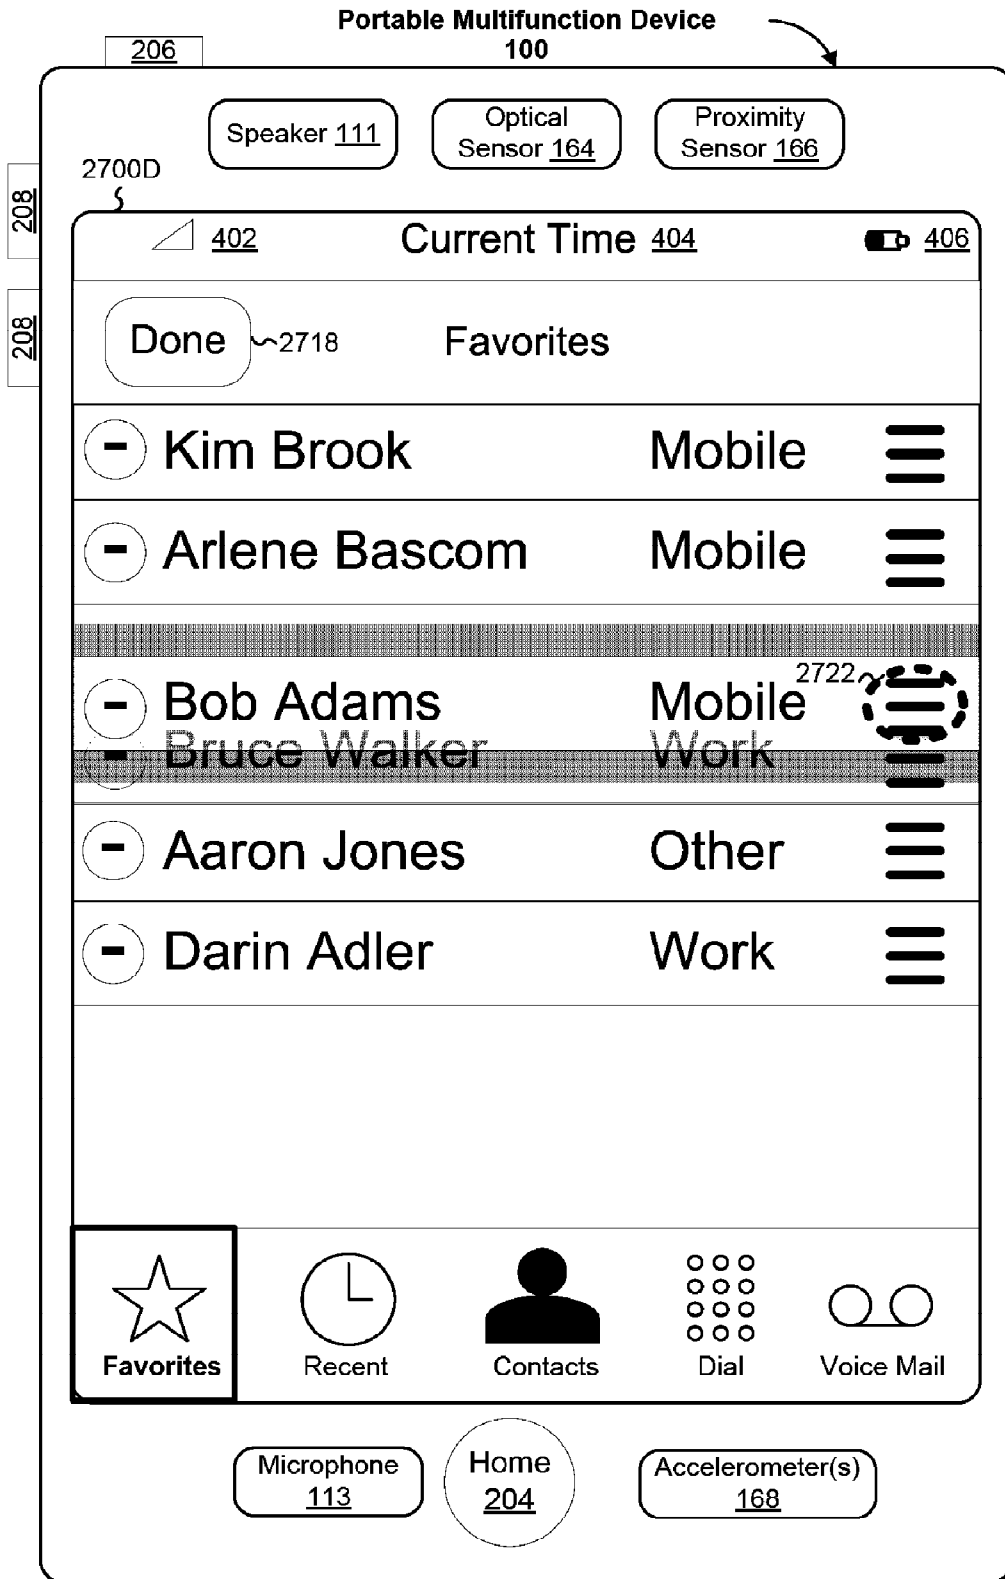 Portable Multifunction Device
100
206
Speaker 111
Optical
Sensor 164
Proximity
Sensor 166
208
2700D
402
Current Time 404
406
208
Done
2718
Favorites
- Kim Brook Mobile
- Arlene Bascom Mobile
2722
- Bob Adams Mobile
- Bruce Walker Work
- Aaron Jones Other
- Darin Adler Work
Favorites
Recent
Contacts
Dial
Voice Mail
Microphone
113
Home
204
Accelerometer(s)
168